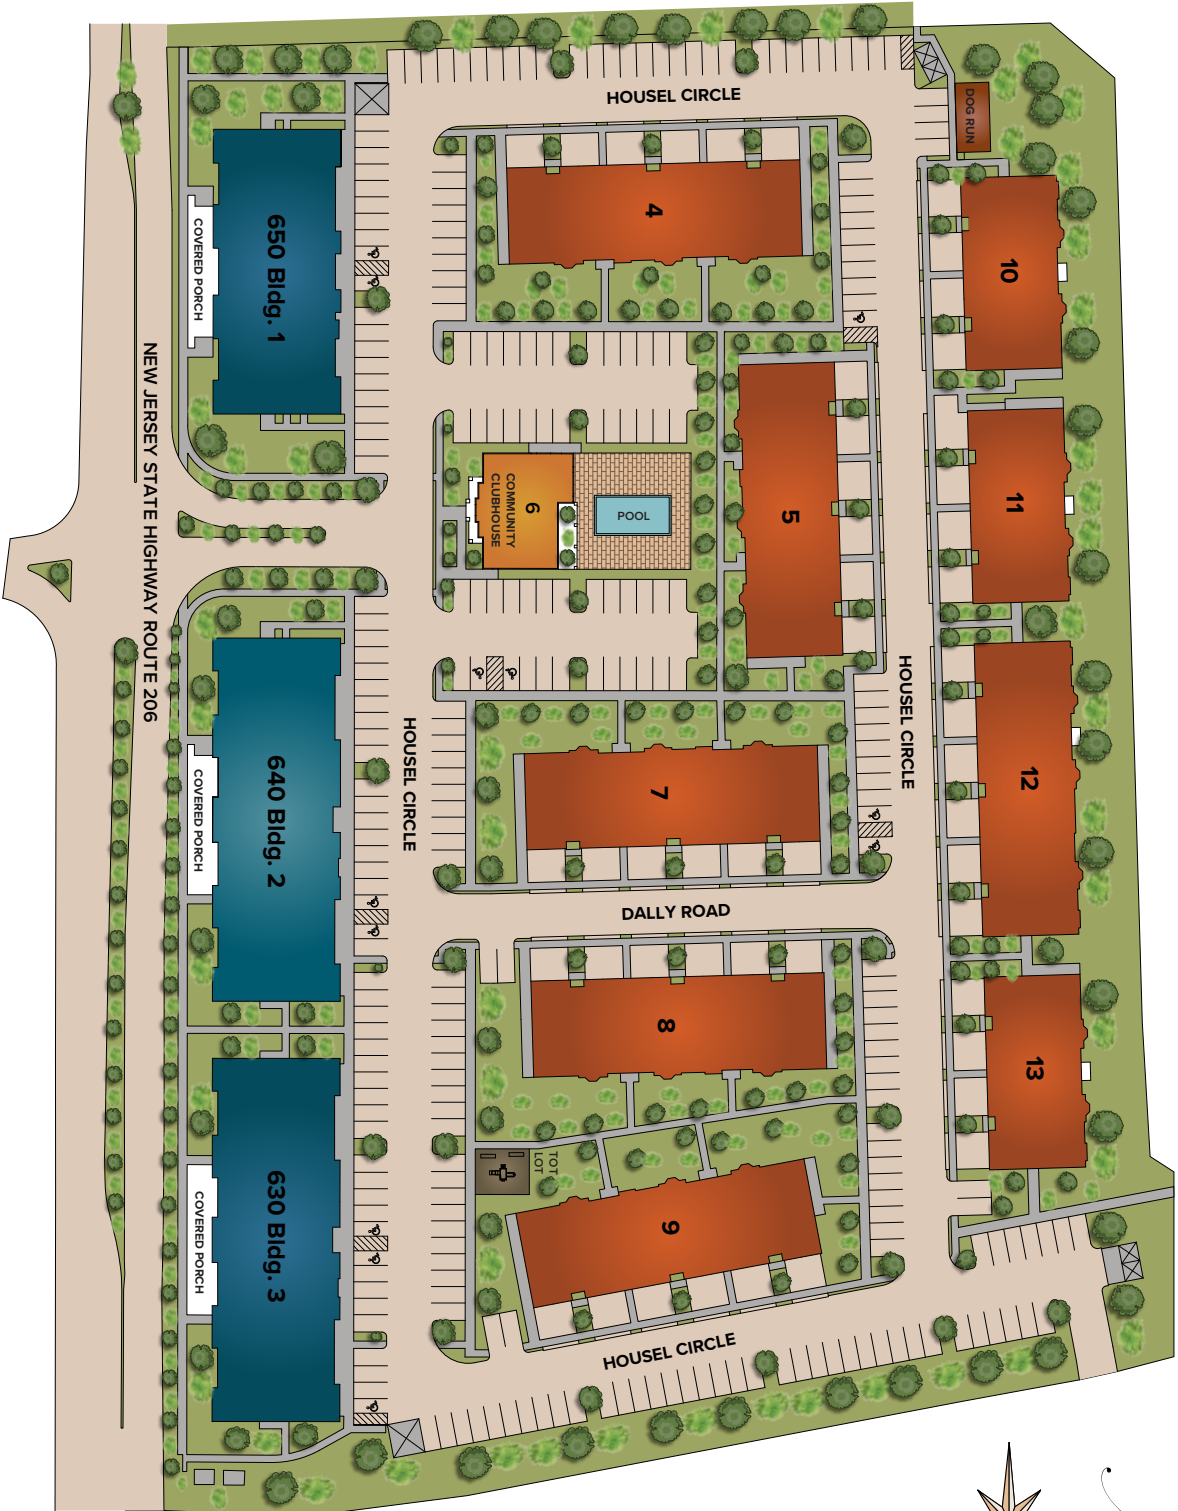 HOUSEL CIRCLE
DOG RUN
4
650 Bldg. 1
COVERED PORCH
10
NEW JERSEY STATE HIGHWAY ROUTE 206
6
COMMUNITY
CLUBHOUSE
POOL
5
11
HOUSEL CIRCLE
HOUSEL CIRCLE
640 Bldg. 2
COVERED PORCH
7
12
DALLY ROAD
8
13
TOT
LOT
630 Bldg. 3
COVERED PORCH
9
HOUSEL CIRCLE